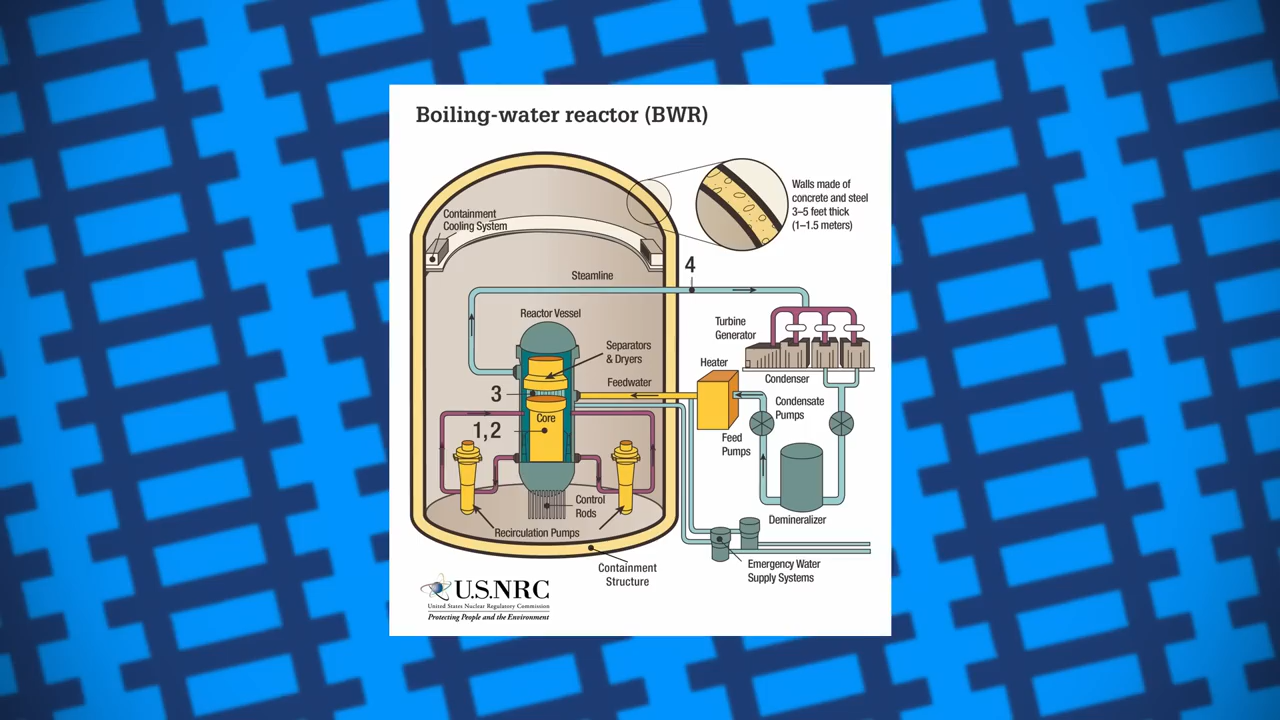 Boiling-water reactor (BWR)
Walls made of
concrete and steel
3–5 feet thick
(1–1.5 meters)
Containment
Cooling System
4
Steamline
Reactor Vessel
Turbine
Generator
Separators
& Dryers
Heater
Condenser
Feedwater
3
Condensate
Pumps
Core
1,2
Feed
Pumps
Control
Rods
Demineralizer
Recirculation Pumps
Emergency Water
Supply Systems
Containment
Structure
U.S.NRC
United States Nuclear Regulatory Commission
Protecting People and the Environment